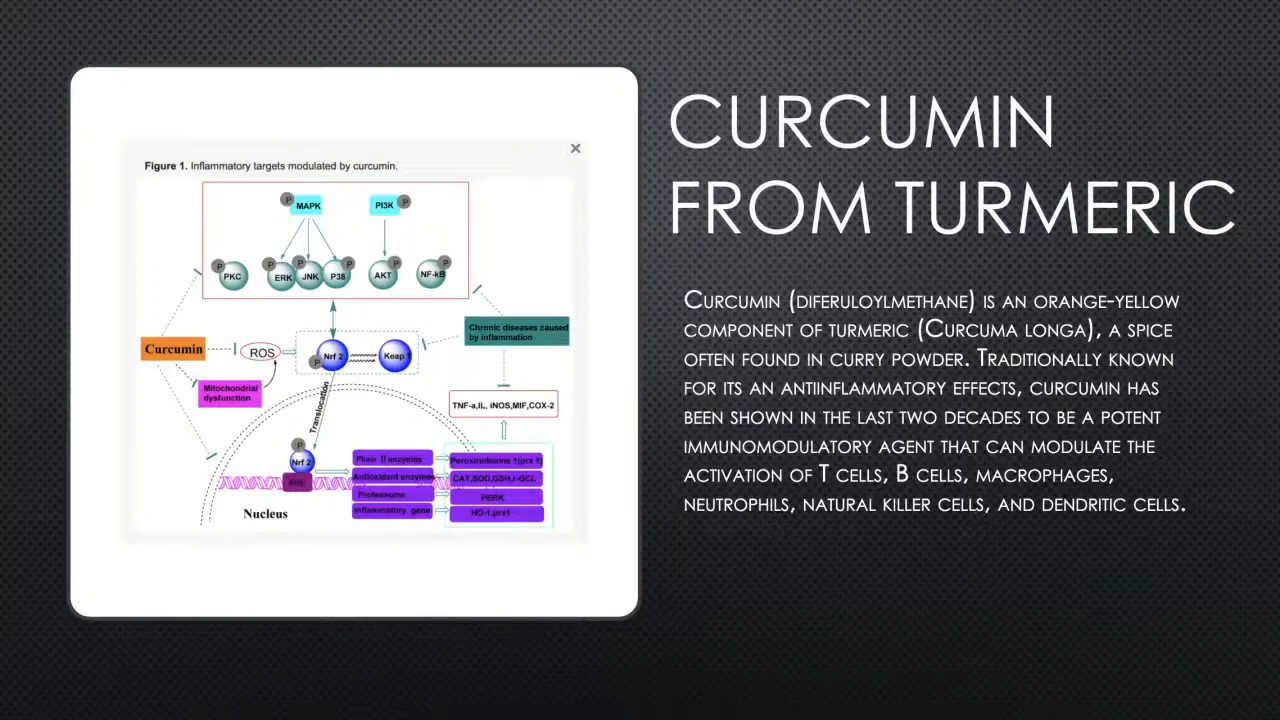 CURCUMIN
FROM TURMERIC
Curcumin (diferuloylmethane) is an orange-yellow
component of turmeric (Curcuma longa), a spice
often found in curry powder. Traditionally known
for its an antiinflammatory effects, curcumin has
been shown in the last two decades to be a potent
immunomodulatory agent that can modulate the
activation of T cells, B cells, macrophages,
neutrophils, natural killer cells, and dendritic cells.
Figure 1. Inflammatory targets modulated by curcumin.
P MAPK
PI3K P
P PKC
P ERK
P JNK
P P38
P AKT
P NF-kB
Curcumin
ROS
P Nrf 2
Keap 1
Chronic diseases caused
by inflammation
Mitochondrial
dysfunction
Translocation
TNF-a,IL, iNOS,MIF,COX-2
P
Nrf 2
ARE
Nucleus
Phase II enzymes
Antioxidant enzymes
Proteasome
Inflammatory gene
Peroxiredoxins 1(prx 1)
CAT,SOD,GSH,r-GCL
PERK
HO-1,prx1